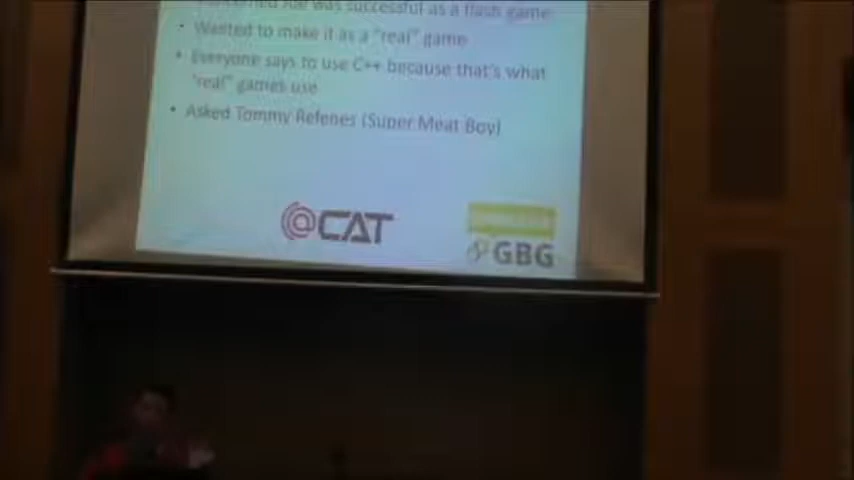 Joe was successful as a flash game
• Wanted to make it as a "real" game
• Everyone says to use C++ because that's what
"real" games use
• Asked Tommy Refenes (Super Meat Boy)
@CAT
GBG